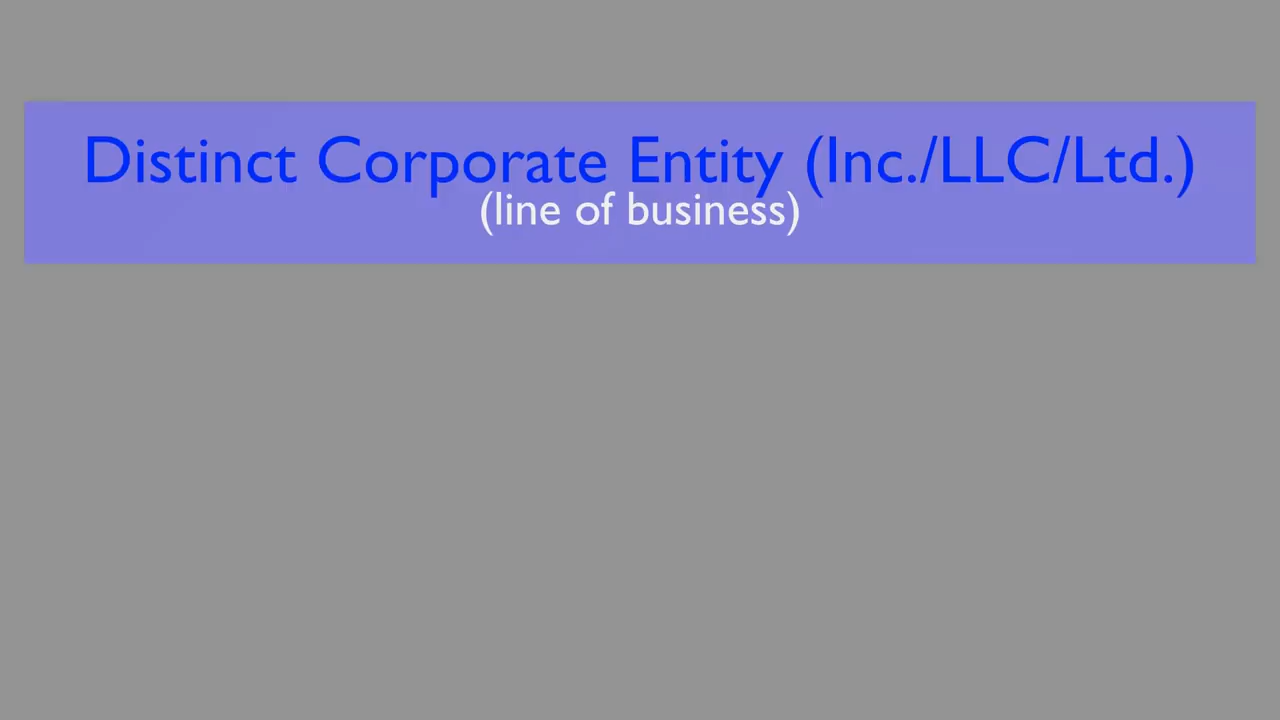 Distinct Corporate Entity (Inc./LLC/Ltd.)
(line of business)